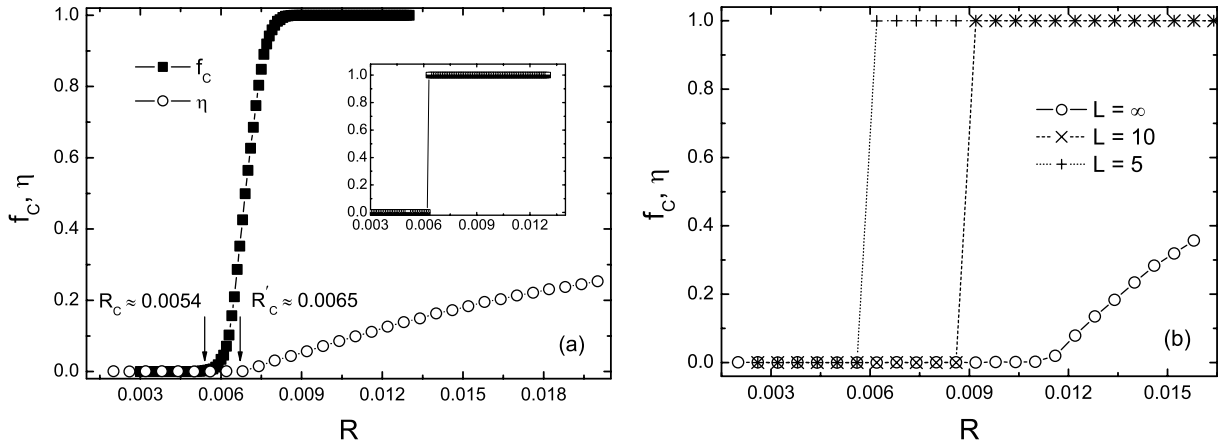 1.0
0.8
0.6
0.4
0.2
0.0
f_C, η
f_C
η
1.0
0.8
0.6
0.4
0.2
0.0
0.003 0.006 0.009 0.012
R_C ≈ 0.0054
R'_C ≈ 0.0065
(a)
0.003 0.006 0.009 0.012 0.015 0.018
R
1.0
0.8
0.6
0.4
0.2
0.0
f_C, η
L = ∞
L = 10
L = 5
(b)
0.003 0.006 0.009 0.012 0.015
R